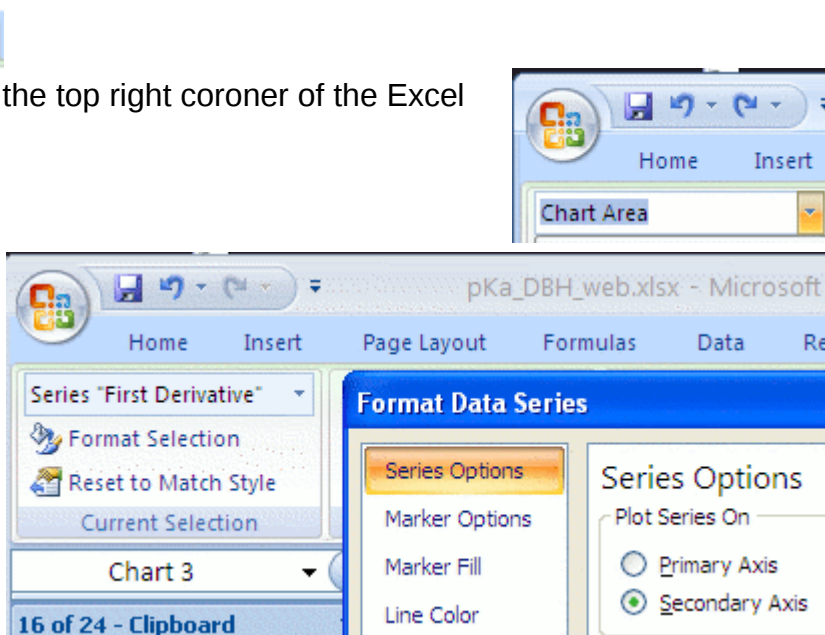 the top right coroner of the Excel
Home Insert
Chart Area
pKa_DBH_web.xlsx - Microsoft
Home Insert Page Layout Formulas Data Re
Series "First Derivative"
Format Selection
Reset to Match Style
Current Selection
Chart 3
16 of 24 - Clipboard
Format Data Series
Series Options
Marker Options
Marker Fill
Line Color
Series Options
Plot Series On
Primary Axis
Secondary Axis